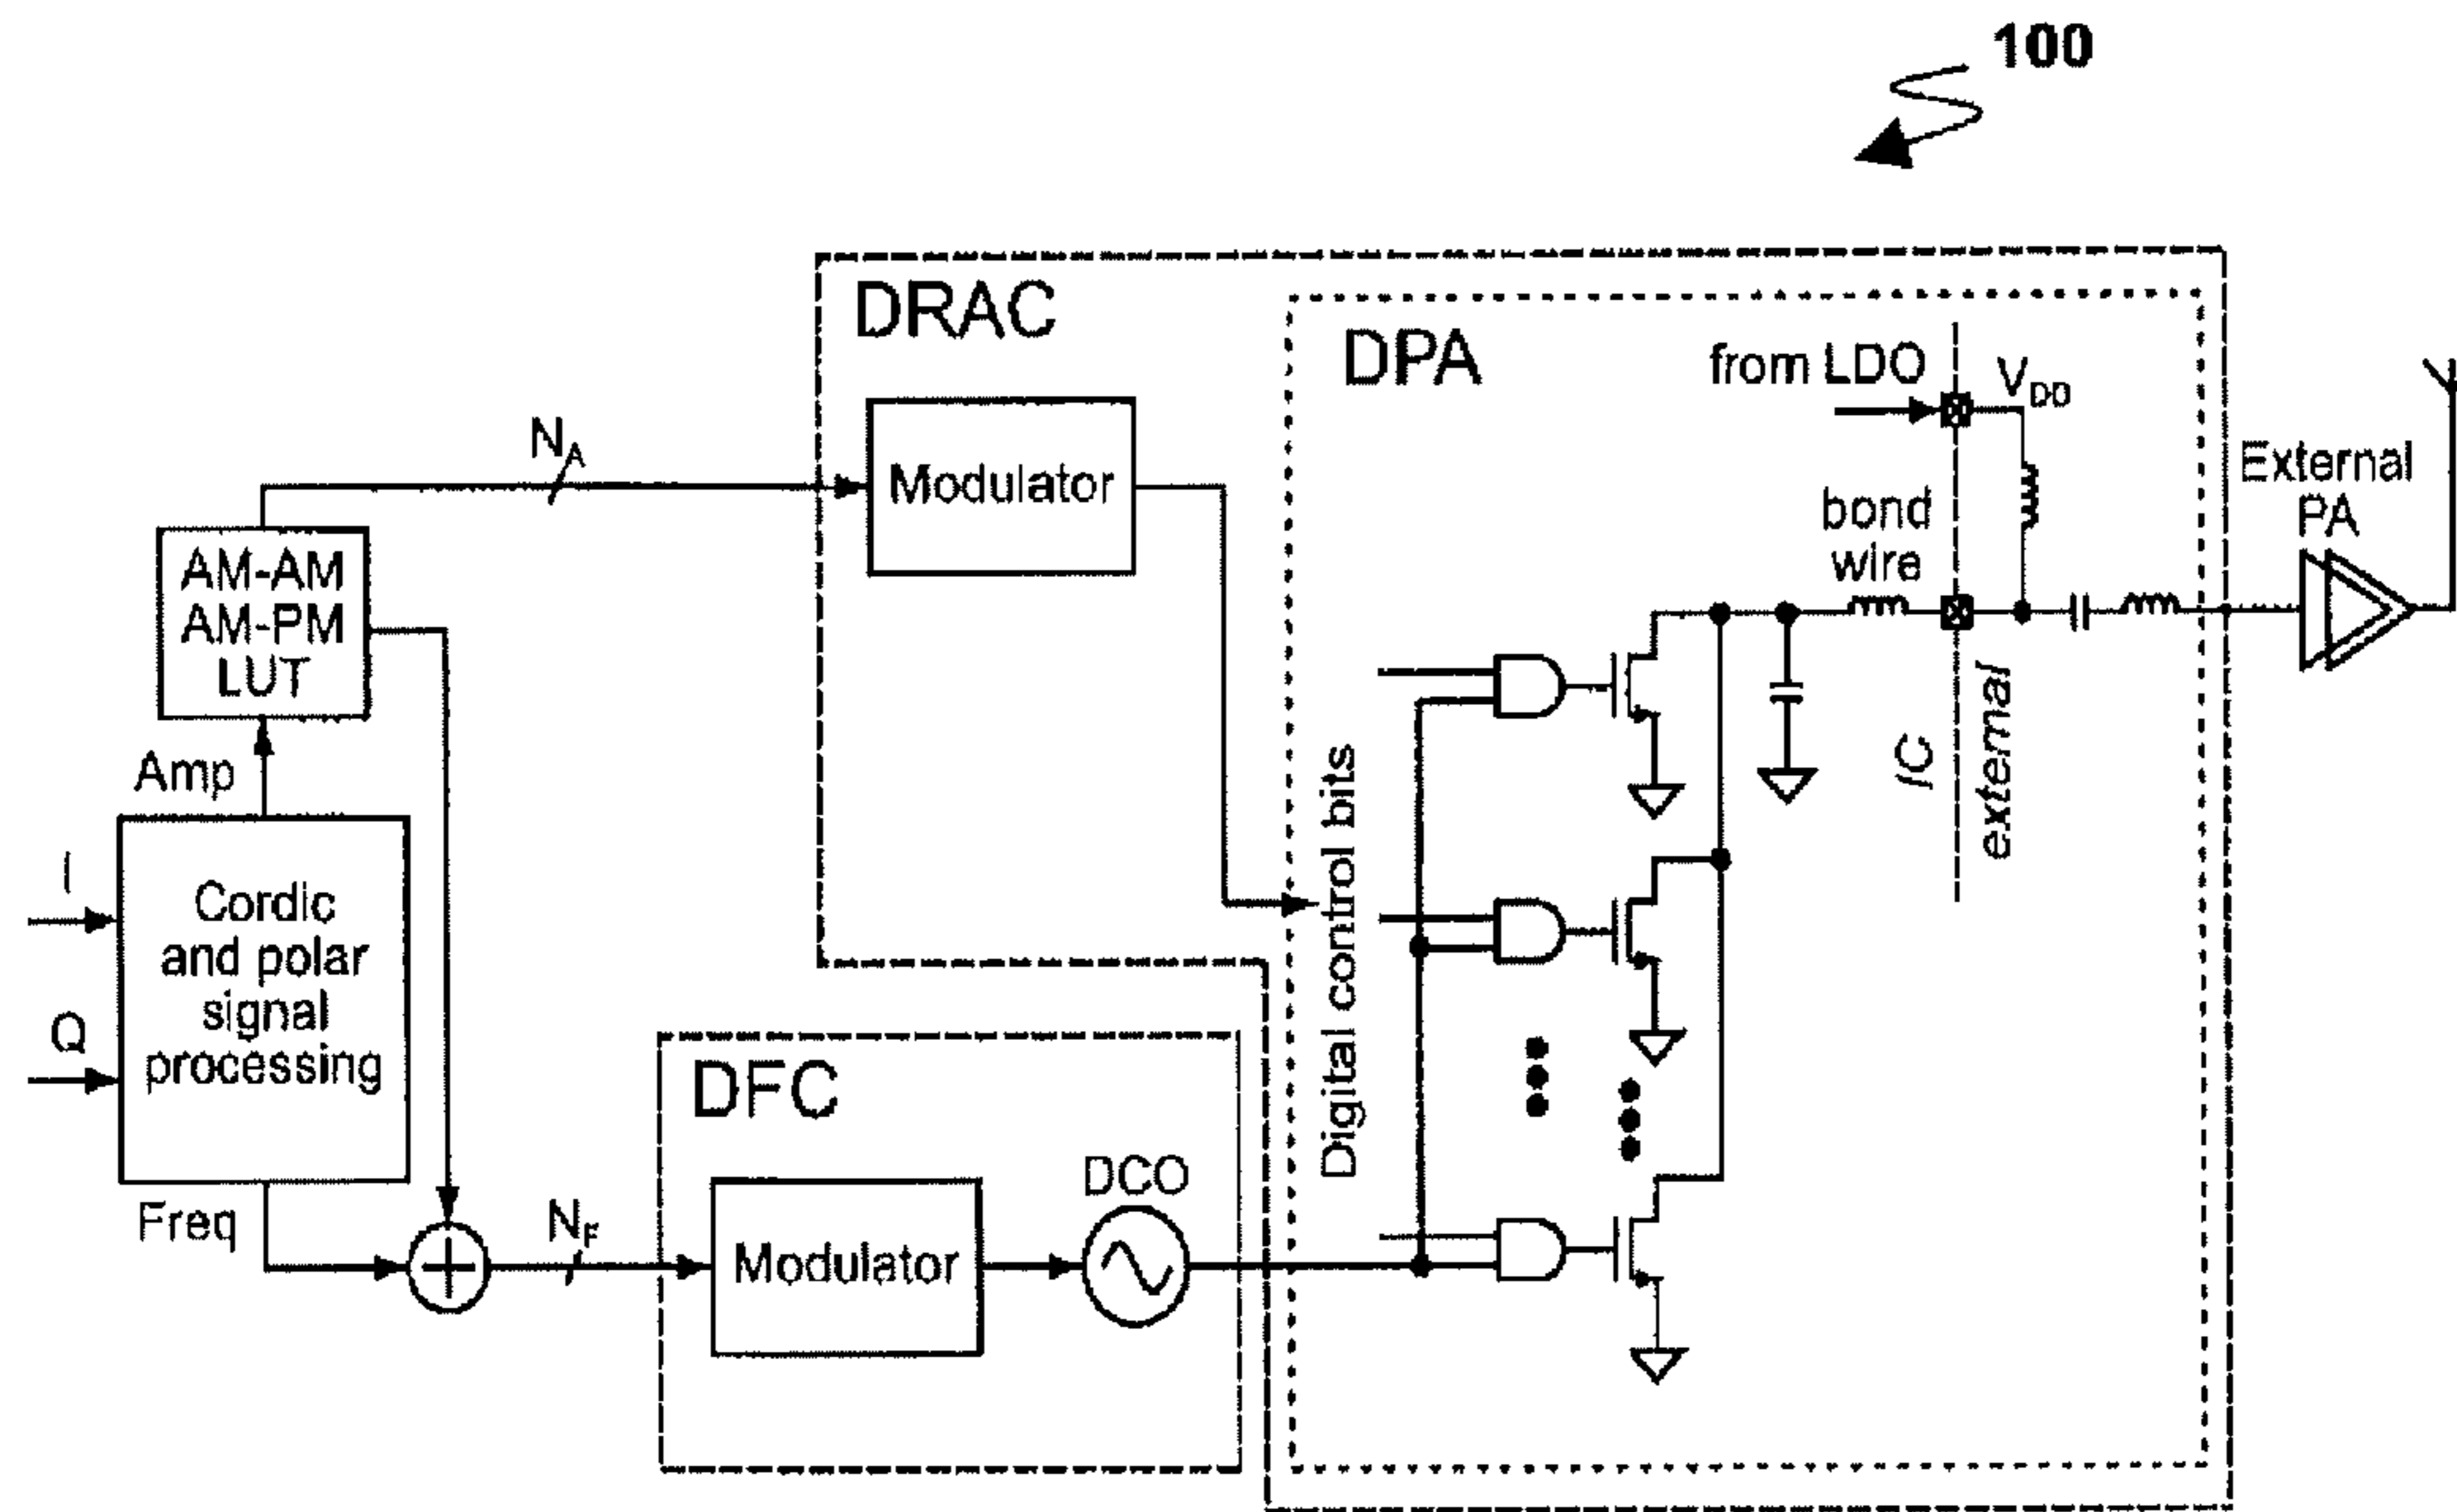 100
DRAC
DPA
from LDO
V_DD
N_A
Modulator
External
PA
bond
wire
AM-AM
AM-PM
LUT
IC
external
Amp
Digital control bits
I
Cordic
and polar
signal
processing
Q
DFC
DCO
Freq
N_F
Modulator